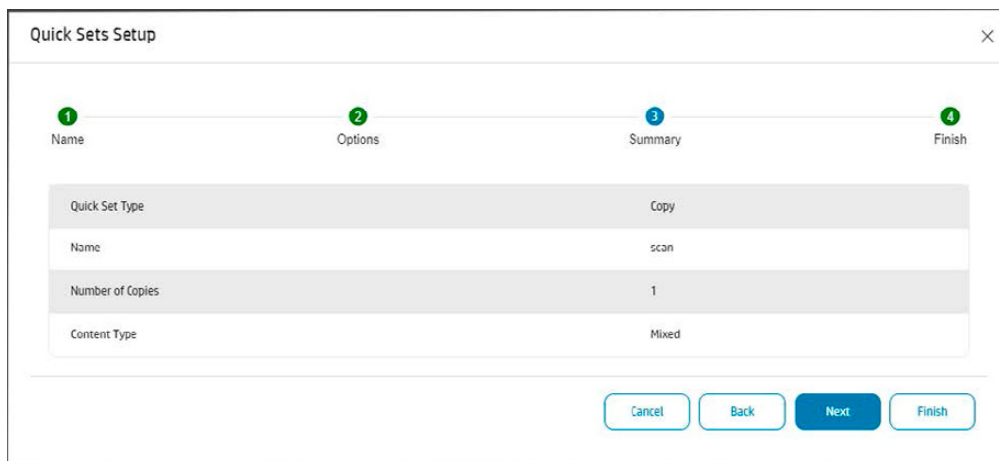 Quick Sets Setup
1 2 3 4
Name Options Summary Finish
Quick Set Type Copy
Name scan
Number of Copies 1
Content Type Mixed
Cancel Back Next Finish